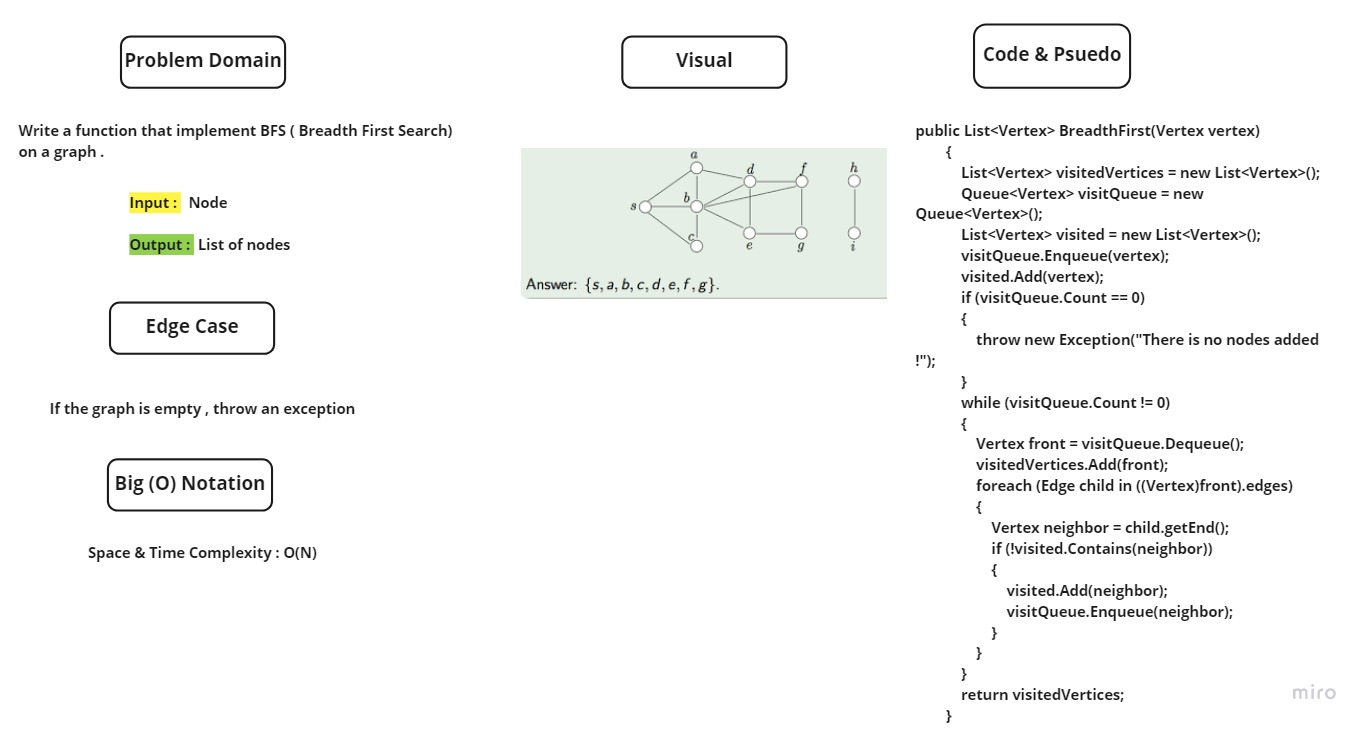 Problem Domain
Write a function that implement BFS ( Breadth First Search)
on a graph .
Input : Node
Output : List of nodes
Edge Case
If the graph is empty , throw an exception
Big (O) Notation
Space & Time Complexity : O(N)
Visual
a
d
f
h
b
s
c
e
g
i
Answer: {s, a, b, c, d, e, f, g}.
Code & Psuedo
public List<Vertex> BreadthFirst(Vertex vertex)
{
List<Vertex> visitedVertices = new List<Vertex>();
Queue<Vertex> visitQueue = new
Queue<Vertex>();
List<Vertex> visited = new List<Vertex>();
visitQueue.Enqueue(vertex);
visited.Add(vertex);
if (visitQueue.Count == 0)
{
throw new Exception("There is no nodes added
!");
}
while (visitQueue.Count != 0)
{
Vertex front = visitQueue.Dequeue();
visitedVertices.Add(front);
foreach (Edge child in ((Vertex)front).edges)
{
Vertex neighbor = child.getEnd();
if (!visited.Contains(neighbor))
{
visited.Add(neighbor);
visitQueue.Enqueue(neighbor);
}
}
}
return visitedVertices;
}
miro